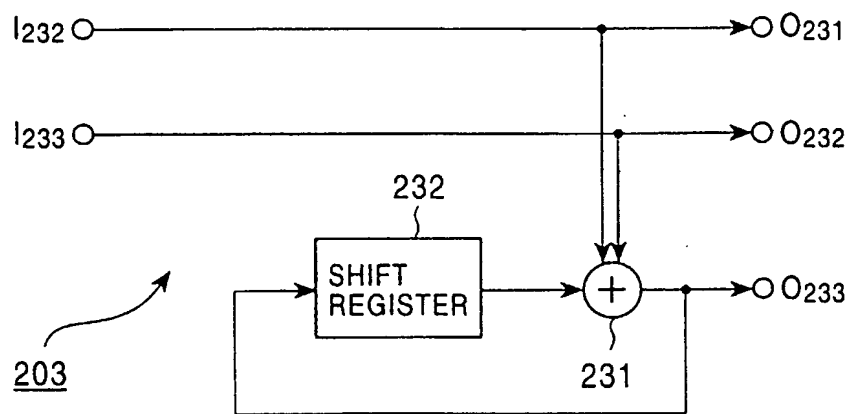 I232 O231
I233 O232
232
SHIFT
REGISTER
+
O233
231
203